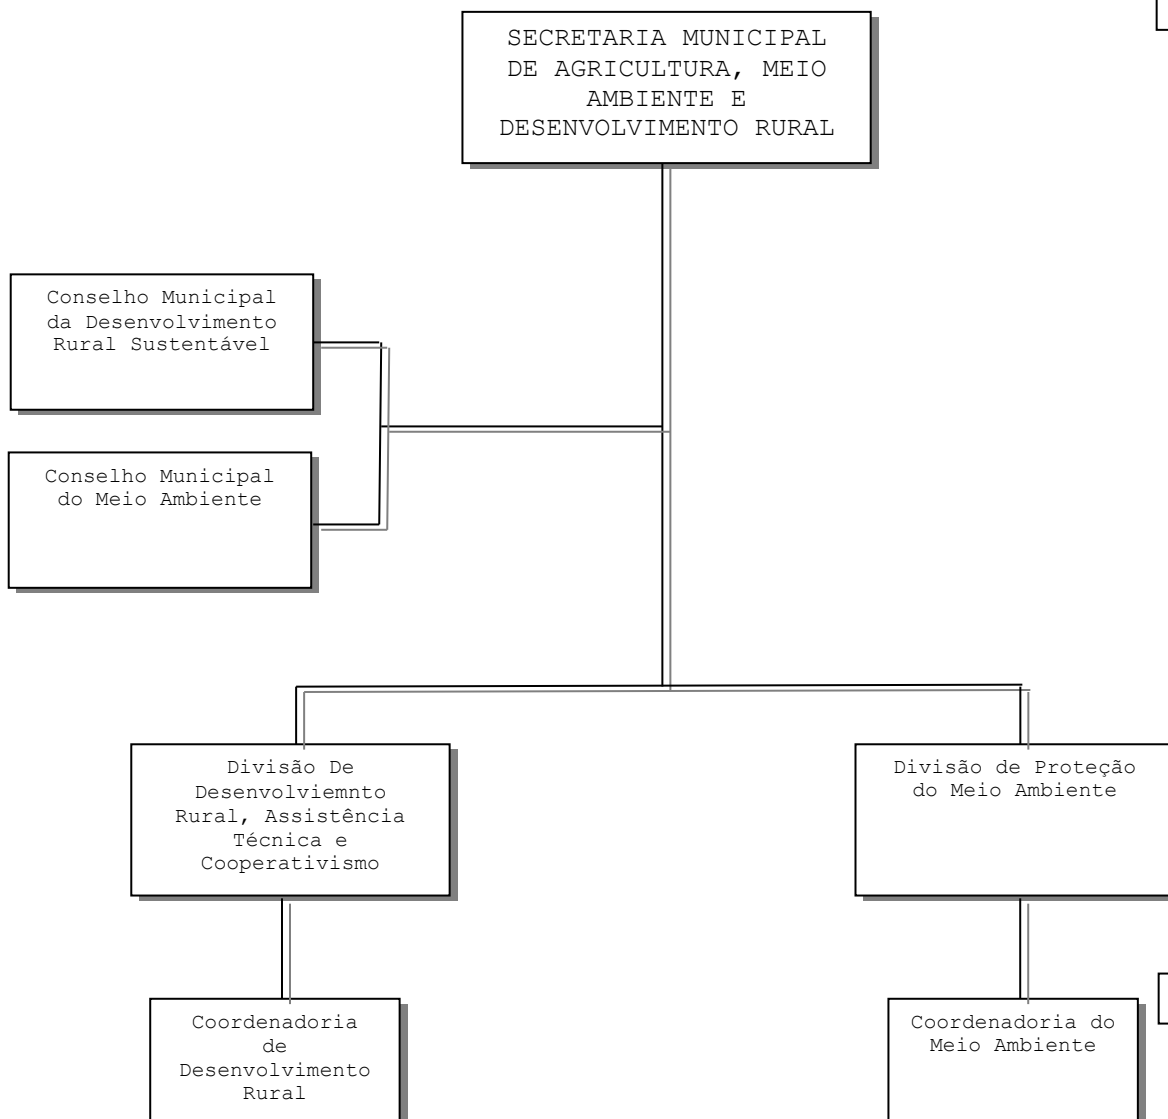 SECRETARIA MUNICIPAL
DE AGRICULTURA, MEIO
AMBIENTE E
DESENVOLVIMENTO RURAL
Conselho Municipal
da Desenvolvimento
Rural Sustentável
Conselho Municipal
do Meio Ambiente
Divisão De
Desenvolviemnto
Rural, Assistência
Técnica e
Cooperativismo
Divisão de Proteção
do Meio Ambiente
Coordenadoria
de
Desenvolvimento
Rural
Coordenadoria do
Meio Ambiente